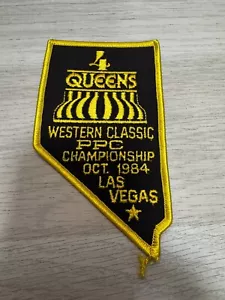 4
QUEENS
WESTERN CLASSIC
PPC
CHAMPIONSHIP
OCT. 1984
LAS
VEGAS